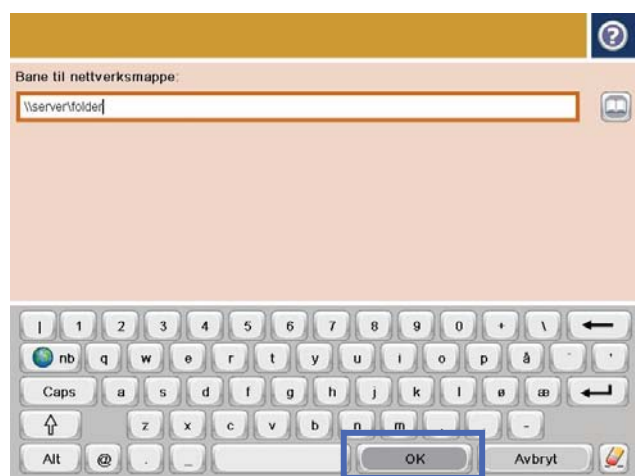 ?
Bane til nettverksmappe:
\\server\folder
| 1 2 3 4 5 6 7 8 9 0 + \
nb q w e r t y u i o p å ¨ '
Caps a s d f g h j k l ø æ
z x c v b n m , . -
Alt @ . _ OK Avbryt